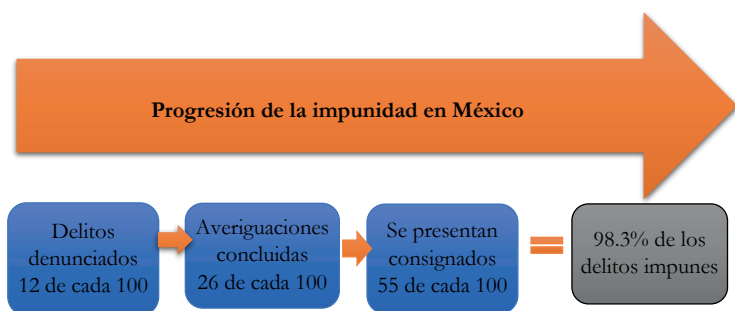 Progresión de la impunidad en México
Delitos
denunciados
12 de cada 100
Averiguaciones
concluidas
26 de cada 100
Se presentan
consignados
55 de cada 100
98.3% de los
delitos impunes